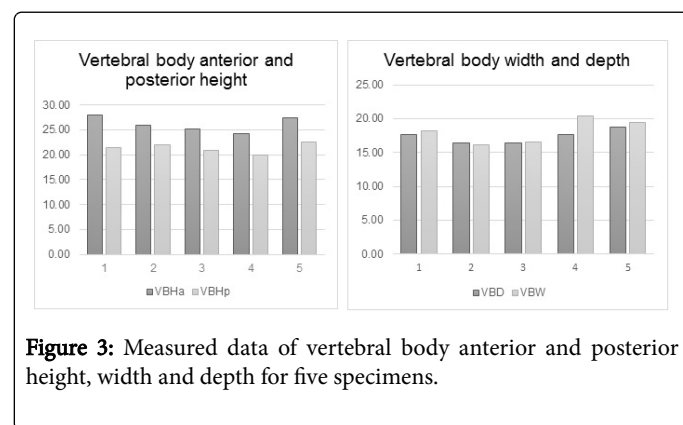 Vertebral body anterior and
posterior height
30.00
25.00
20.00
15.00
10.00
5.00
0.00
1 2 3 4 5
VBHa VBHp
Vertebral body width and depth
25.00
20.00
15.00
10.00
5.00
0.00
1 2 3 4 5
VBD VBW
Figure 3: Measured data of vertebral body anterior and posterior
height, width and depth for five specimens.